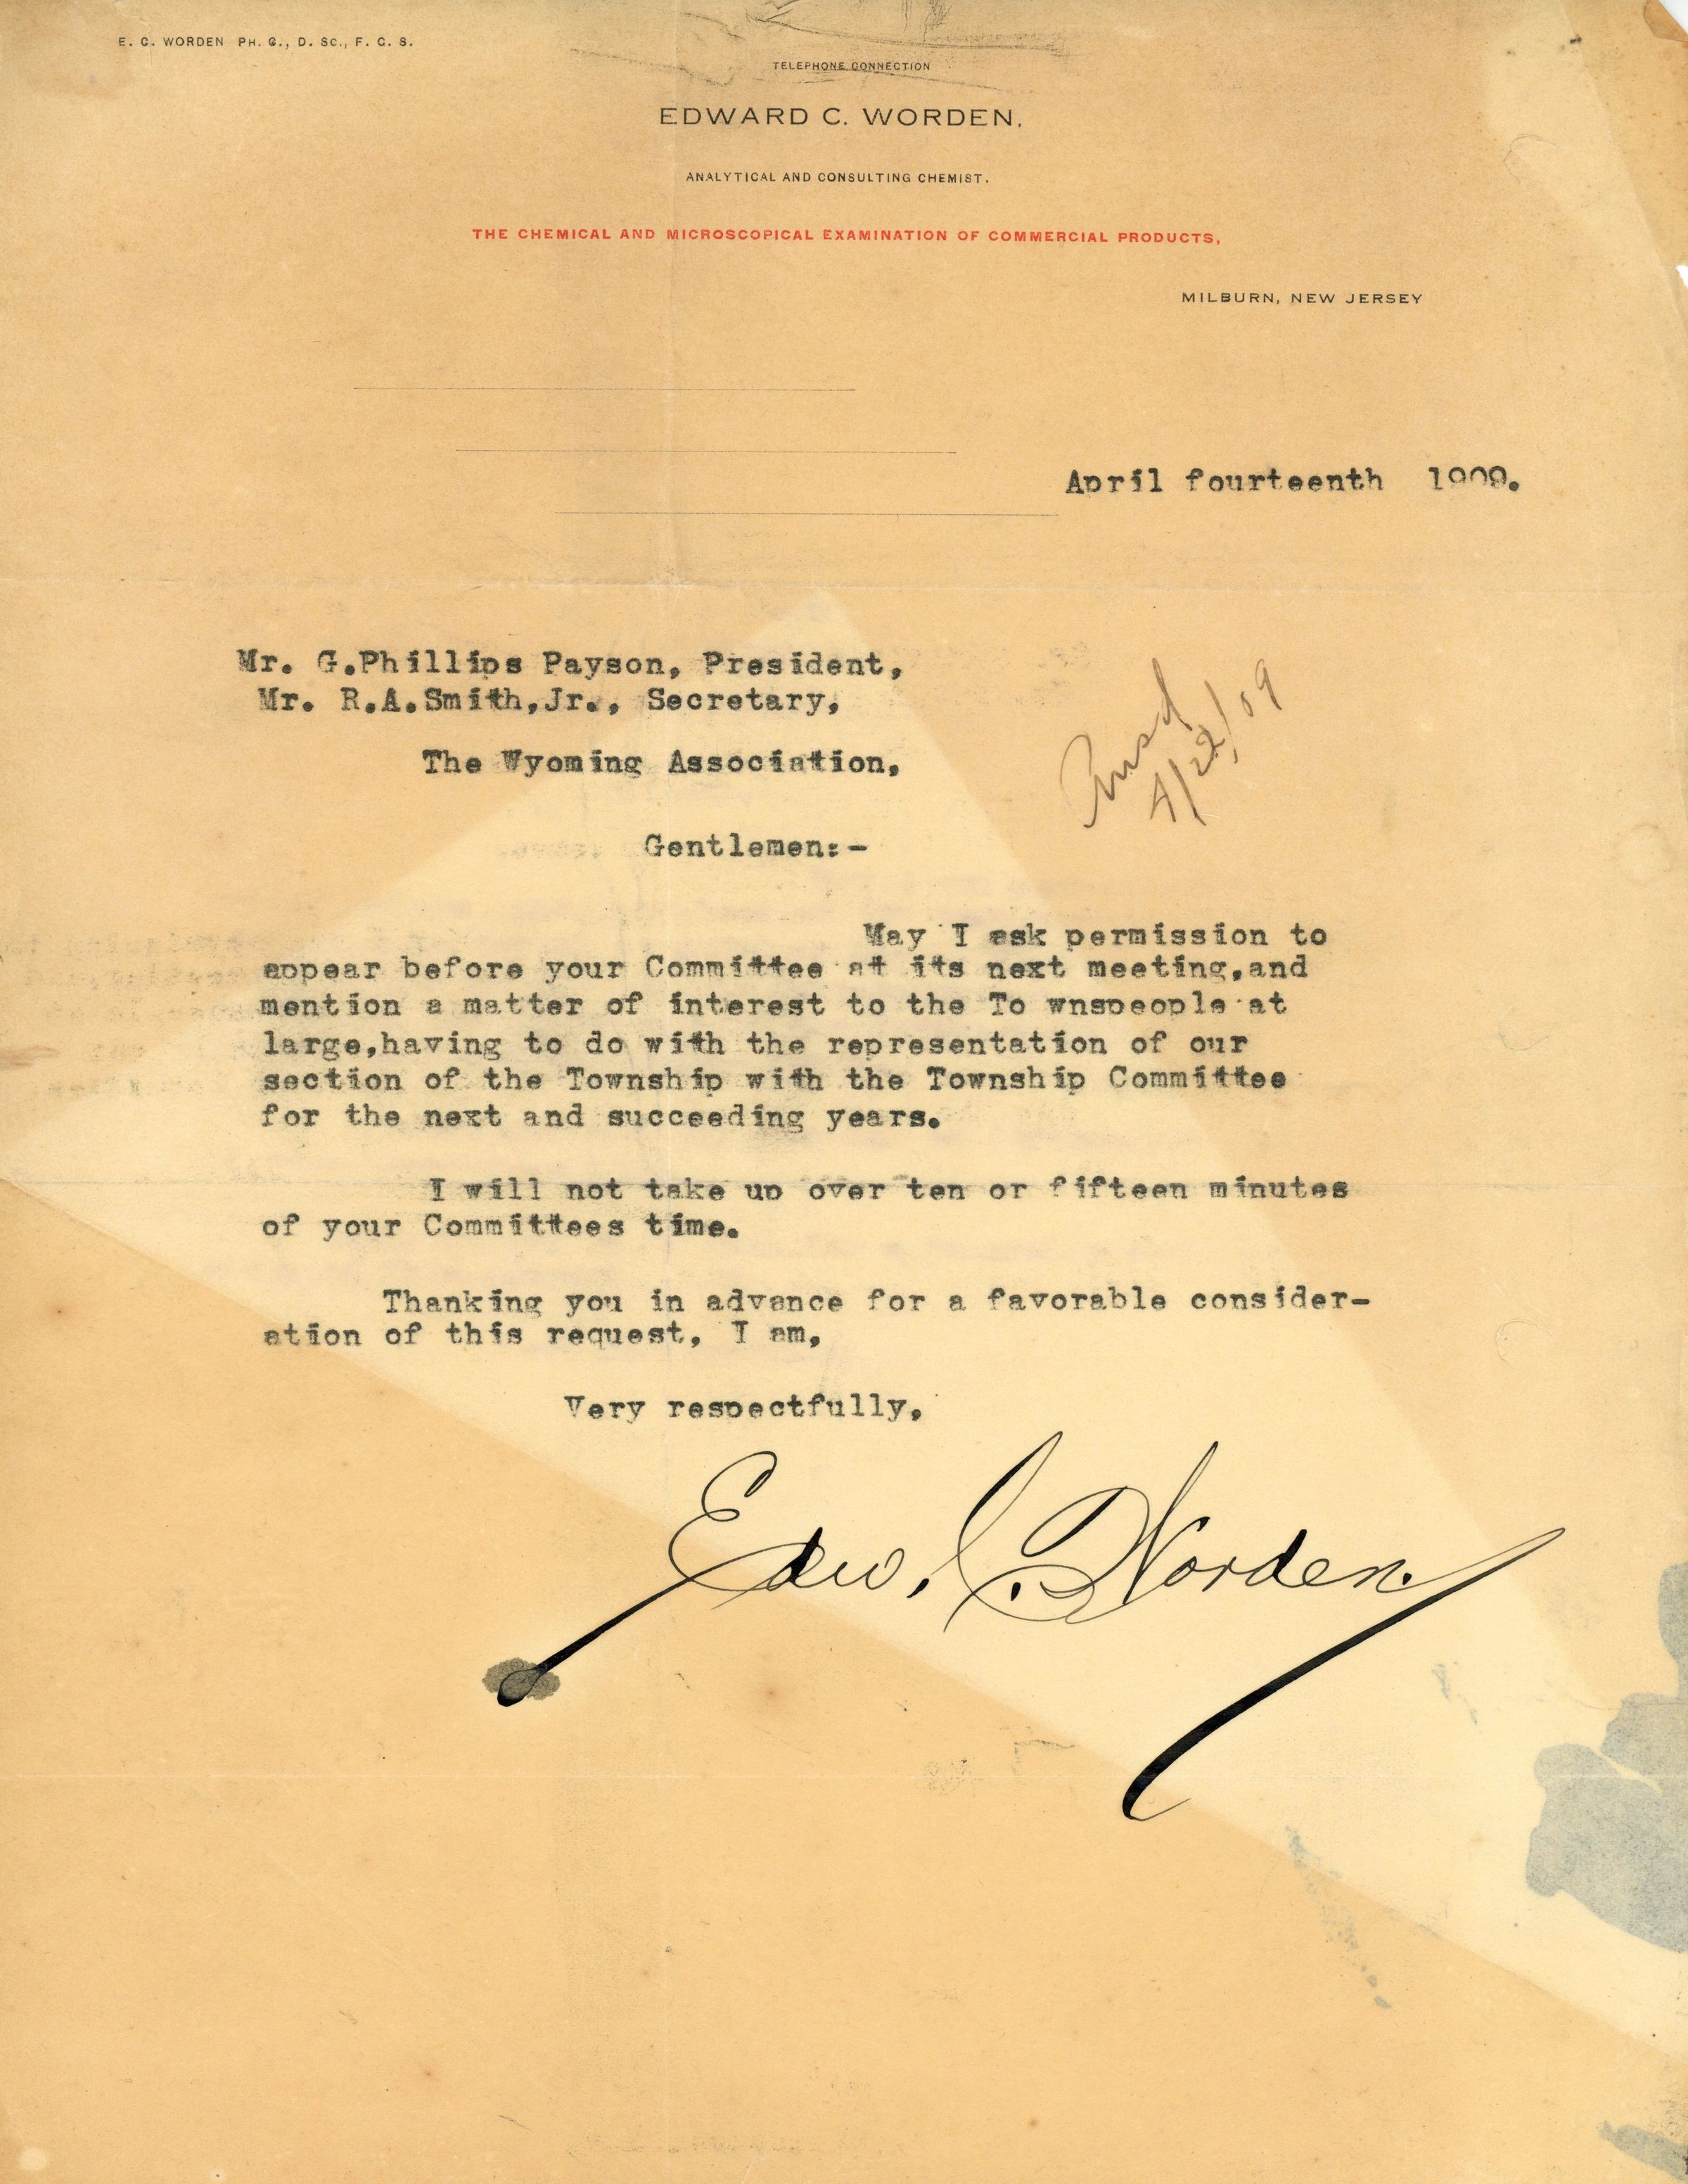 E. C. WORDEN PH. G., D. SC., F. C. S.
TELEPHONE CONNECTION
EDWARD C. WORDEN,
ANALYTICAL AND CONSULTING CHEMIST.
THE CHEMICAL AND MICROSCOPICAL EXAMINATION OF COMMERCIAL PRODUCTS,
MILBURN, NEW JERSEY
April fourteenth 1909.
Mr. G.Phillips Payson, President,
Mr. R.A.Smith,Jr., Secretary,
The Wyoming Association,
4/22/09
Gentlemen:-
May I ask permission to
appear before your Committee at its next meeting,and
mention a matter of interest to the To wnspeople at
large,having to do with the representation of our
section of the Township with the Township Committee
for the next and succeeding years.
I will not take up over ten or fifteen minutes
of your Committees time.
Thanking you in advance for a favorable consider-
ation of this request, I am,
Very respectfully,
Edw. C. Worden.